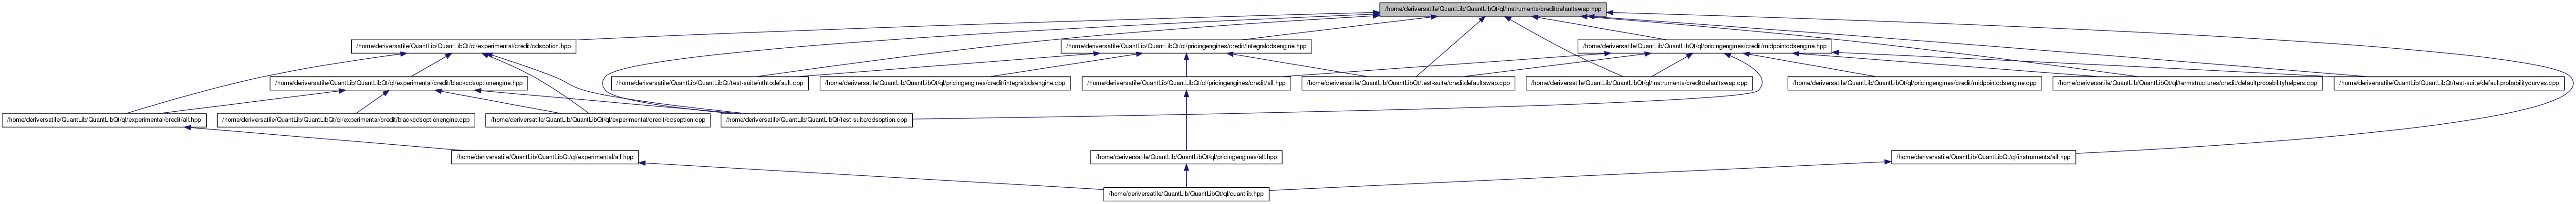 /home/deriversatile/QuantLib/QuantLibQt/ql/instruments/creditdefaultswap.hpp
/home/deriversatile/QuantLib/QuantLibQt/ql/experimental/credit/cdsoption.hpp
/home/deriversatile/QuantLib/QuantLibQt/ql/pricingengines/credit/integralcdsengine.hpp
/home/deriversatile/QuantLib/QuantLibQt/ql/pricingengines/credit/midpointcdsengine.hpp
/home/deriversatile/QuantLib/QuantLibQt/ql/experimental/credit/blackcdsoptionengine.hpp
/home/deriversatile/QuantLib/QuantLibQt/test-suite/nthtodefault.cpp
/home/deriversatile/QuantLib/QuantLibQt/ql/pricingengines/credit/integralcdsengine.cpp
/home/deriversatile/QuantLib/QuantLibQt/ql/pricingengines/credit/all.hpp
/home/deriversatile/QuantLib/QuantLibQt/test-suite/creditdefaultswap.cpp
/home/deriversatile/QuantLib/QuantLibQt/ql/instruments/creditdefaultswap.cpp
/home/deriversatile/QuantLib/QuantLibQt/ql/pricingengines/credit/midpointcdsengine.cpp
/home/deriversatile/QuantLib/QuantLibQt/ql/termstructures/credit/defaultprobabilityhelpers.cpp
/home/deriversatile/QuantLib/QuantLibQt/test-suite/defaultprobabilitycurves.cpp
/home/deriversatile/QuantLib/QuantLibQt/ql/experimental/credit/all.hpp
/home/deriversatile/QuantLib/QuantLibQt/ql/experimental/credit/blackcdsoptionengine.cpp
/home/deriversatile/QuantLib/QuantLibQt/ql/experimental/credit/cdsoption.cpp
/home/deriversatile/QuantLib/QuantLibQt/test-suite/cdsoption.cpp
/home/deriversatile/QuantLib/QuantLibQt/ql/experimental/all.hpp
/home/deriversatile/QuantLib/QuantLibQt/ql/pricingengines/all.hpp
/home/deriversatile/QuantLib/QuantLibQt/ql/instruments/all.hpp
/home/deriversatile/QuantLib/QuantLibQt/ql/quantlib.hpp